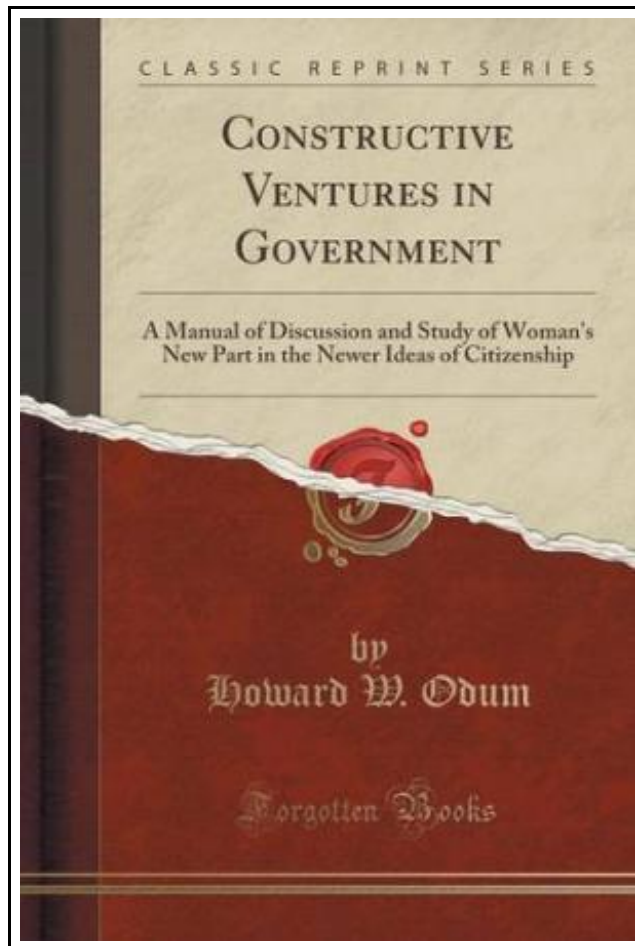 CLASSIC REPRINT SERIES
CONSTRUCTIVE
VENTURES IN
GOVERNMENT
A Manual of Discussion and Study of Woman's
New Part in the Newer Ideas of Citizenship
by
Howard W. Odum
Forgotten Books